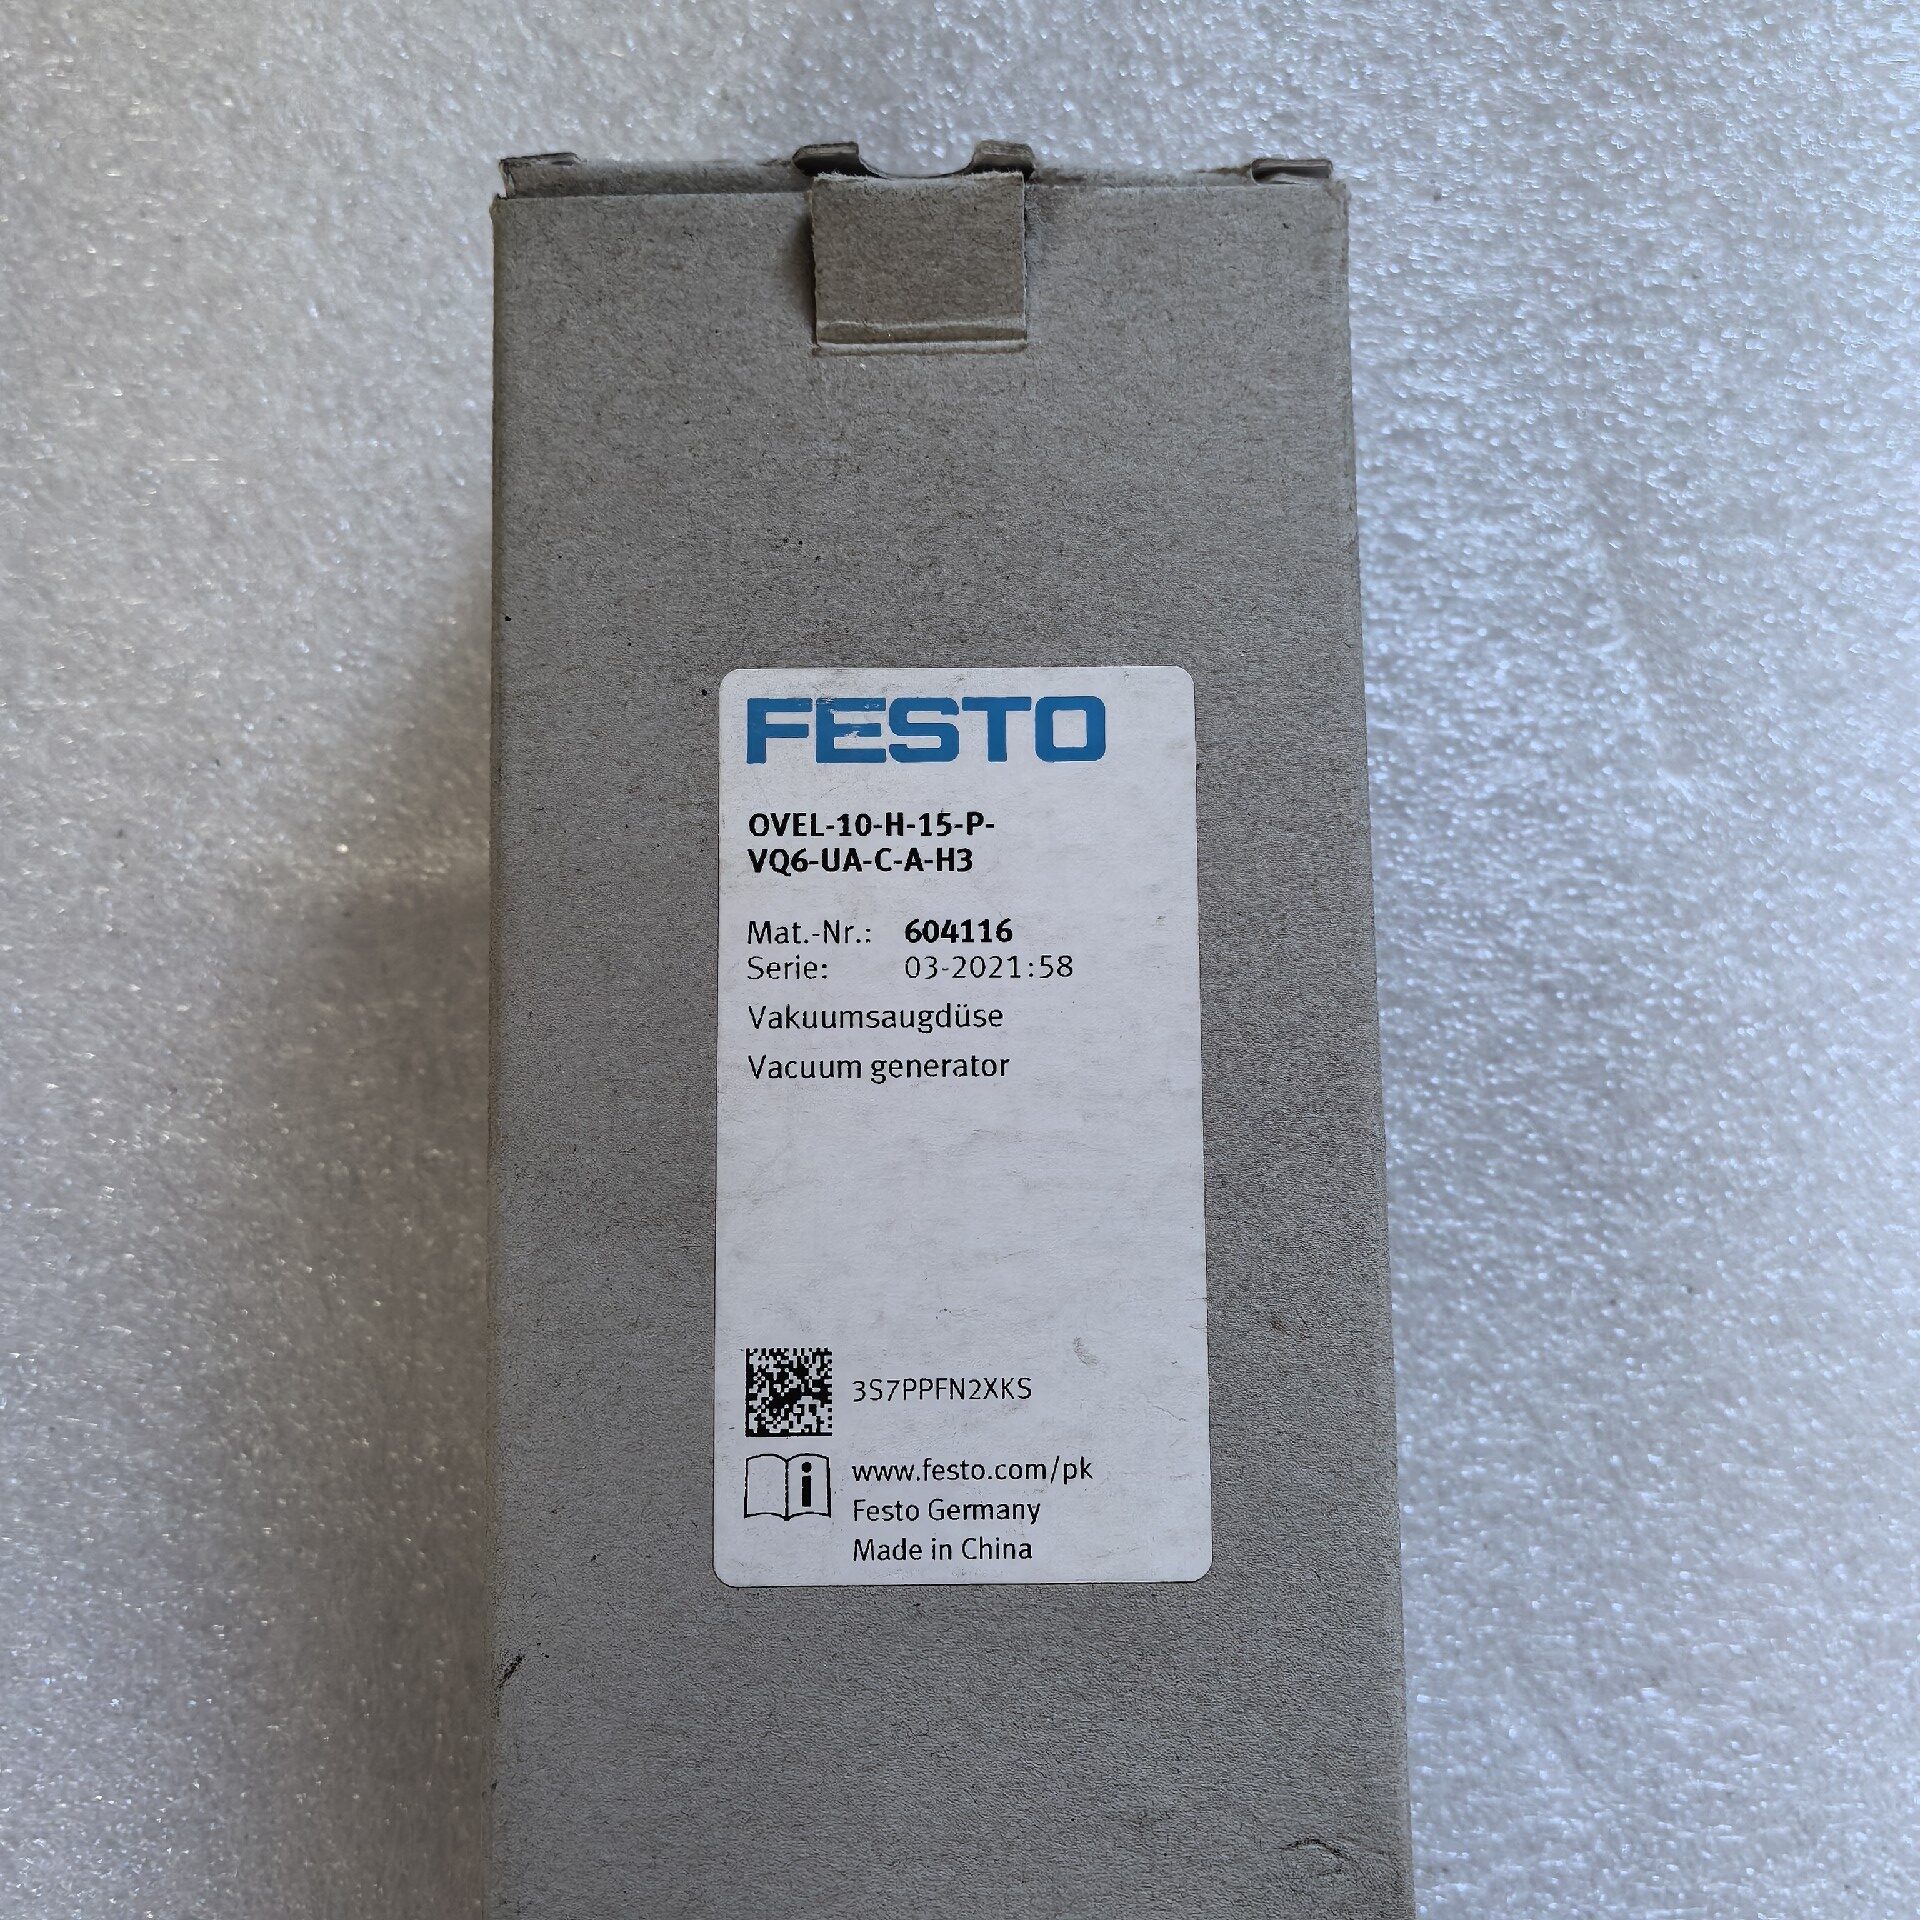 FESTO
OVEL-10-H-15-P-
VQ6-UA-C-A-H3
Mat.-Nr.: 604116
Serie: 03-2021:58
Vakuumsaugdüse
Vacuum generator
3S7PPFN2XKS
www.festo.com/pk
Festo Germany
Made in China